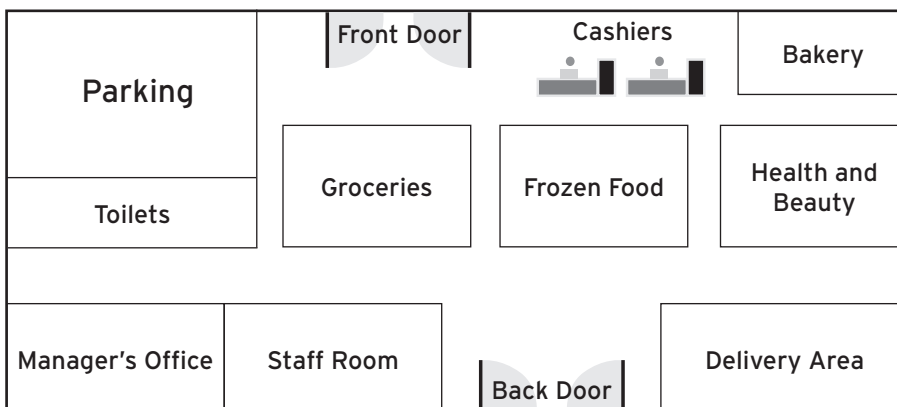 Front Door
Cashiers
Bakery
Parking
Groceries
Frozen Food
Health and
Beauty
Toilets
Manager's Office
Staff Room
Back Door
Delivery Area